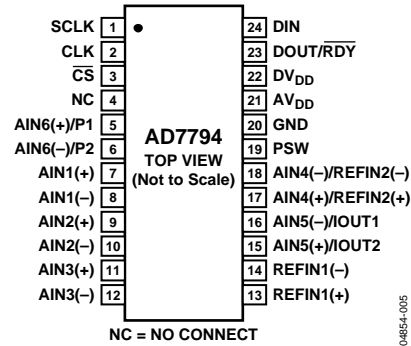 SCLK 1
CLK 2
C̅S̅ 3
NC 4
AIN6(+)/P1 5
AIN6(–)/P2 6
AIN1(+) 7
AIN1(–) 8
AIN2(+) 9
AIN2(–) 10
AIN3(+) 11
AIN3(–) 12
AD7794
TOP VIEW
(Not to Scale)
24 DIN
23 DOUT/R̅D̅Y̅
22 DVDD
21 AVDD
20 GND
19 PSW
18 AIN4(–)/REFIN2(–)
17 AIN4(+)/REFIN2(+)
16 AIN5(–)/IOUT1
15 AIN5(+)/IOUT2
14 REFIN1(–)
13 REFIN1(+)
NC = NO CONNECT
04854-005